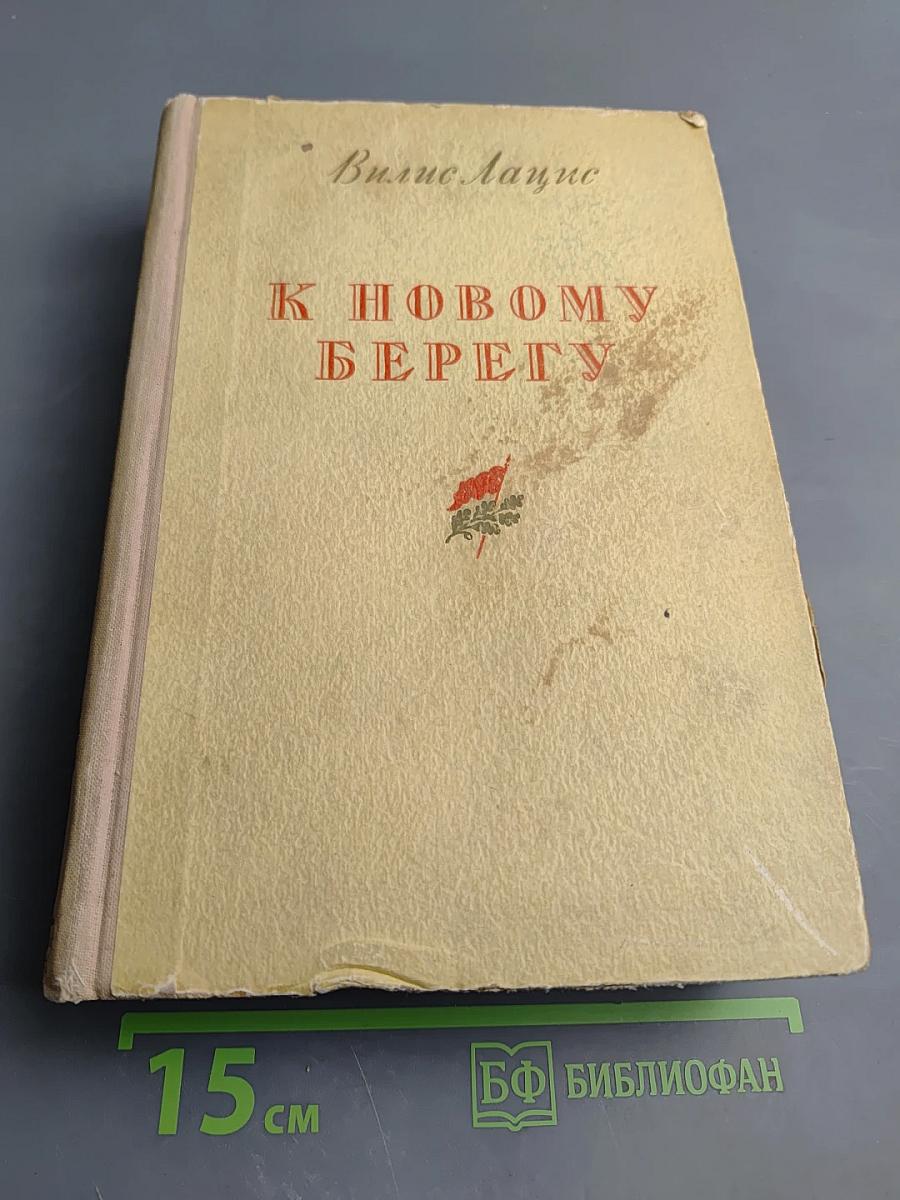 Вилис Лацис
К НОВОМУ
БЕРЕГУ
15 см
БФ БИБЛИОФАН